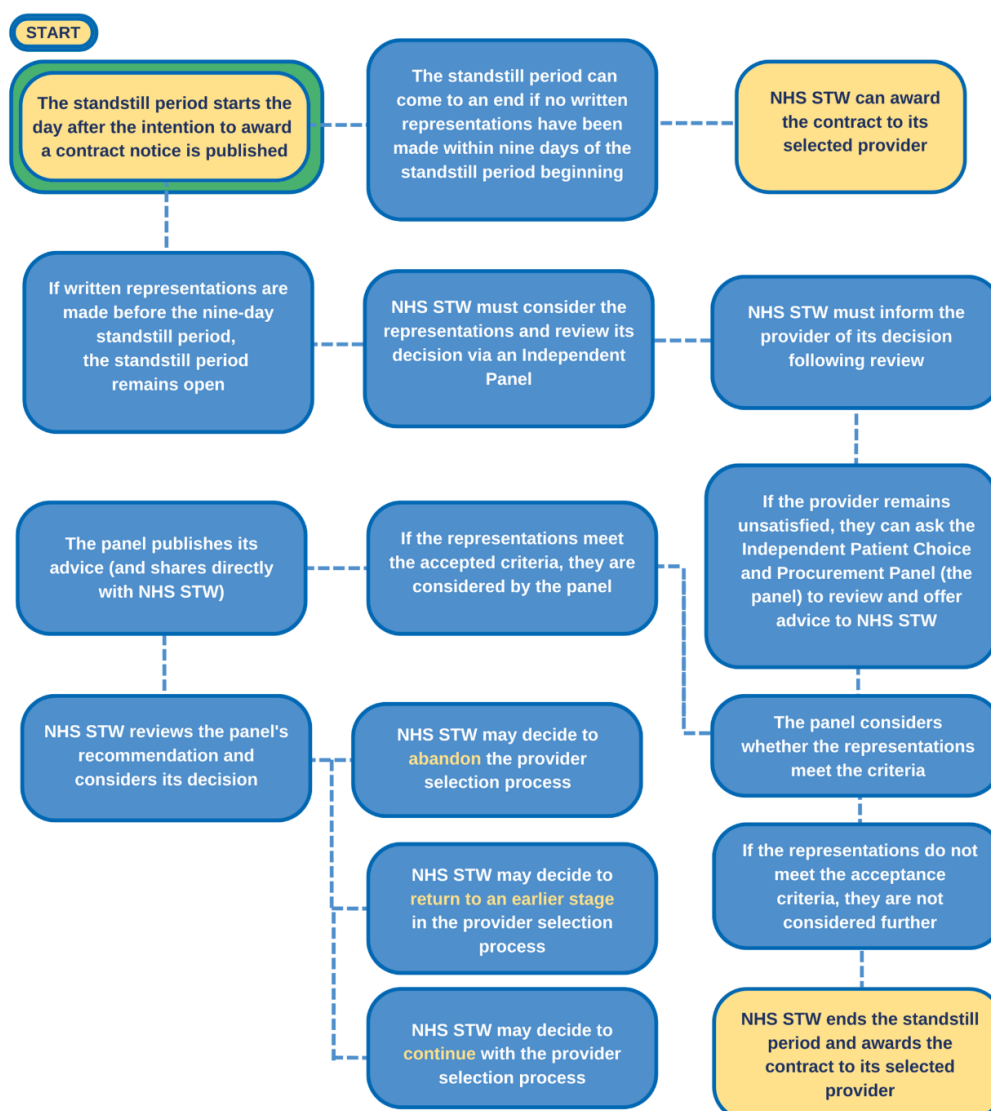 START
The standstill period starts the
day after the intention to award
a contract notice is published
The standstill period can
come to an end if no written
representations have been
made within nine days of the
standstill period beginning
NHS STW can award
the contract to its
selected provider
If written representations are
made before the nine-day
standstill period,
the standstill period
remains open
NHS STW must consider the
representations and review its
decision via an Independent
Panel
NHS STW must inform the
provider of its decision
following review
If the provider remains
unsatisfied, they can ask the
Independent Patient Choice
and Procurement Panel (the
panel) to review and offer
advice to NHS STW
The panel considers
whether the representations
meet the criteria
If the representations meet
the accepted criteria, they are
considered by the panel
The panel publishes its
advice (and shares directly
with NHS STW)
NHS STW reviews the panel's
recommendation and
considers its decision
NHS STW may decide to
abandon the provider
selection process
NHS STW may decide to
return to an earlier stage
in the provider selection
process
NHS STW may decide to
continue with the provider
selection process
If the representations do not
meet the acceptance
criteria, they are not
considered further
NHS STW ends the standstill
period and awards the
contract to its selected
provider